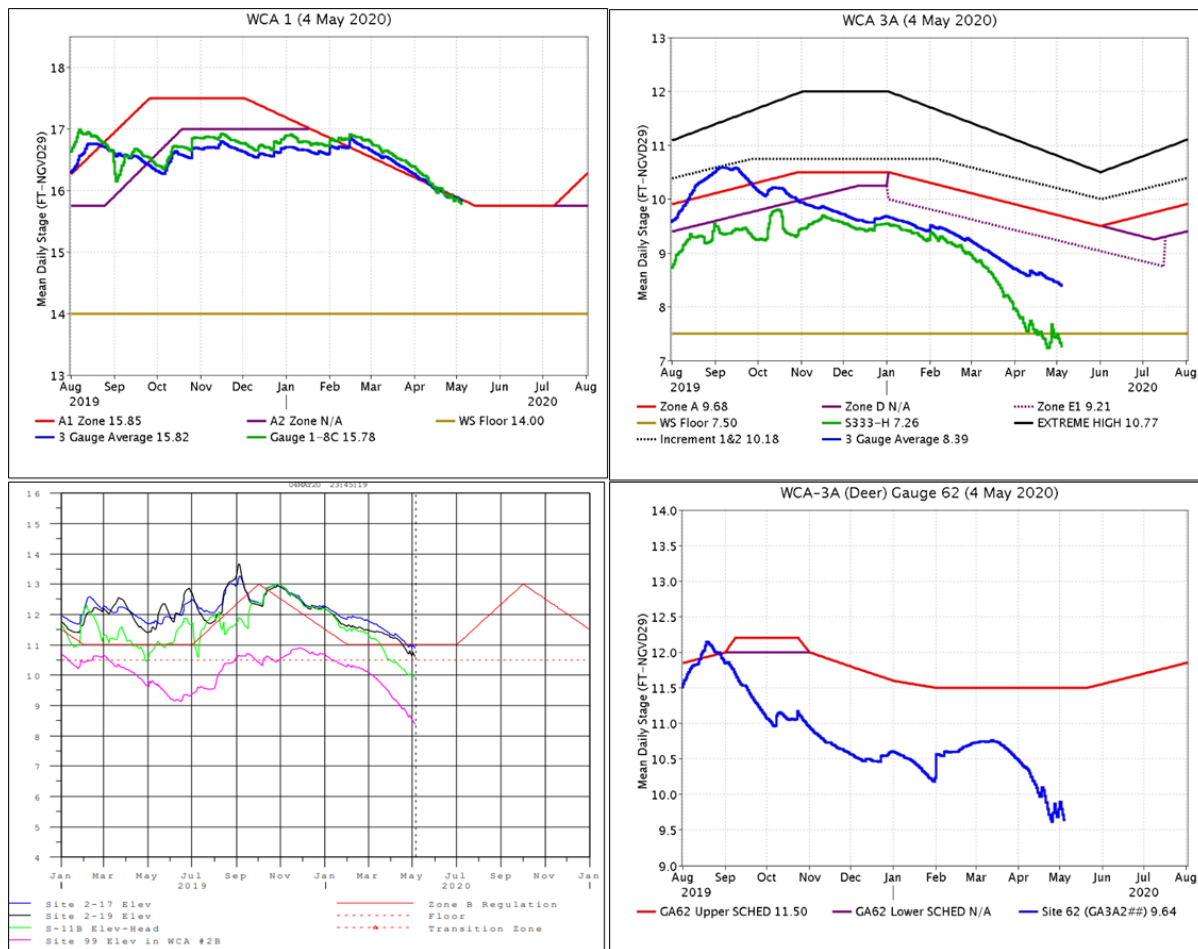 WCA 1 (4 May 2020)
Mean Daily Stage (FT-NGVD29)
18
17
16
15
14
13
Aug Sep Oct Nov Dec Jan Feb Mar Apr May Jun Jul Aug
2019 2020
A1 Zone 15.85 A2 Zone N/A WS Floor 14.00
3 Gauge Average 15.82 Gauge 1-8C 15.78
WCA 3A (4 May 2020)
Mean Daily Stage (FT-NGVD29)
13
12
11
10
9
8
7
Aug Sep Oct Nov Dec Jan Feb Mar Apr May Jun Jul Aug
2019 2020
Zone A 9.68 Zone D N/A Zone E1 9.21
WS Floor 7.50 S333-H 7.26 EXTREME HIGH 10.77
Increment 1&2 10.18 3 Gauge Average 8.39
04MAY20 23:45:19
16
15
14
13
12
11
10
9
8
7
6
5
4
Jan Mar May Jul Sep Nov Jan Mar May Jul Sep Nov Jan
2019 2020
Site 2-17 Elev Zone B Regulation
Site 2-19 Elev Floor
S-11B Elev-Head Transition Zone
Site 99 Elev in WCA #2B
WCA-3A (Deer) Gauge 62 (4 May 2020)
Mean Daily Stage (FT-NGVD29)
14.0
13.5
13.0
12.5
12.0
11.5
11.0
10.5
10.0
9.5
9.0
Aug Sep Oct Nov Dec Jan Feb Mar Apr May Jun Jul Aug
2019 2020
GA62 Upper SCHED 11.50 GA62 Lower SCHED N/A Site 62 (GA3A2##) 9.64